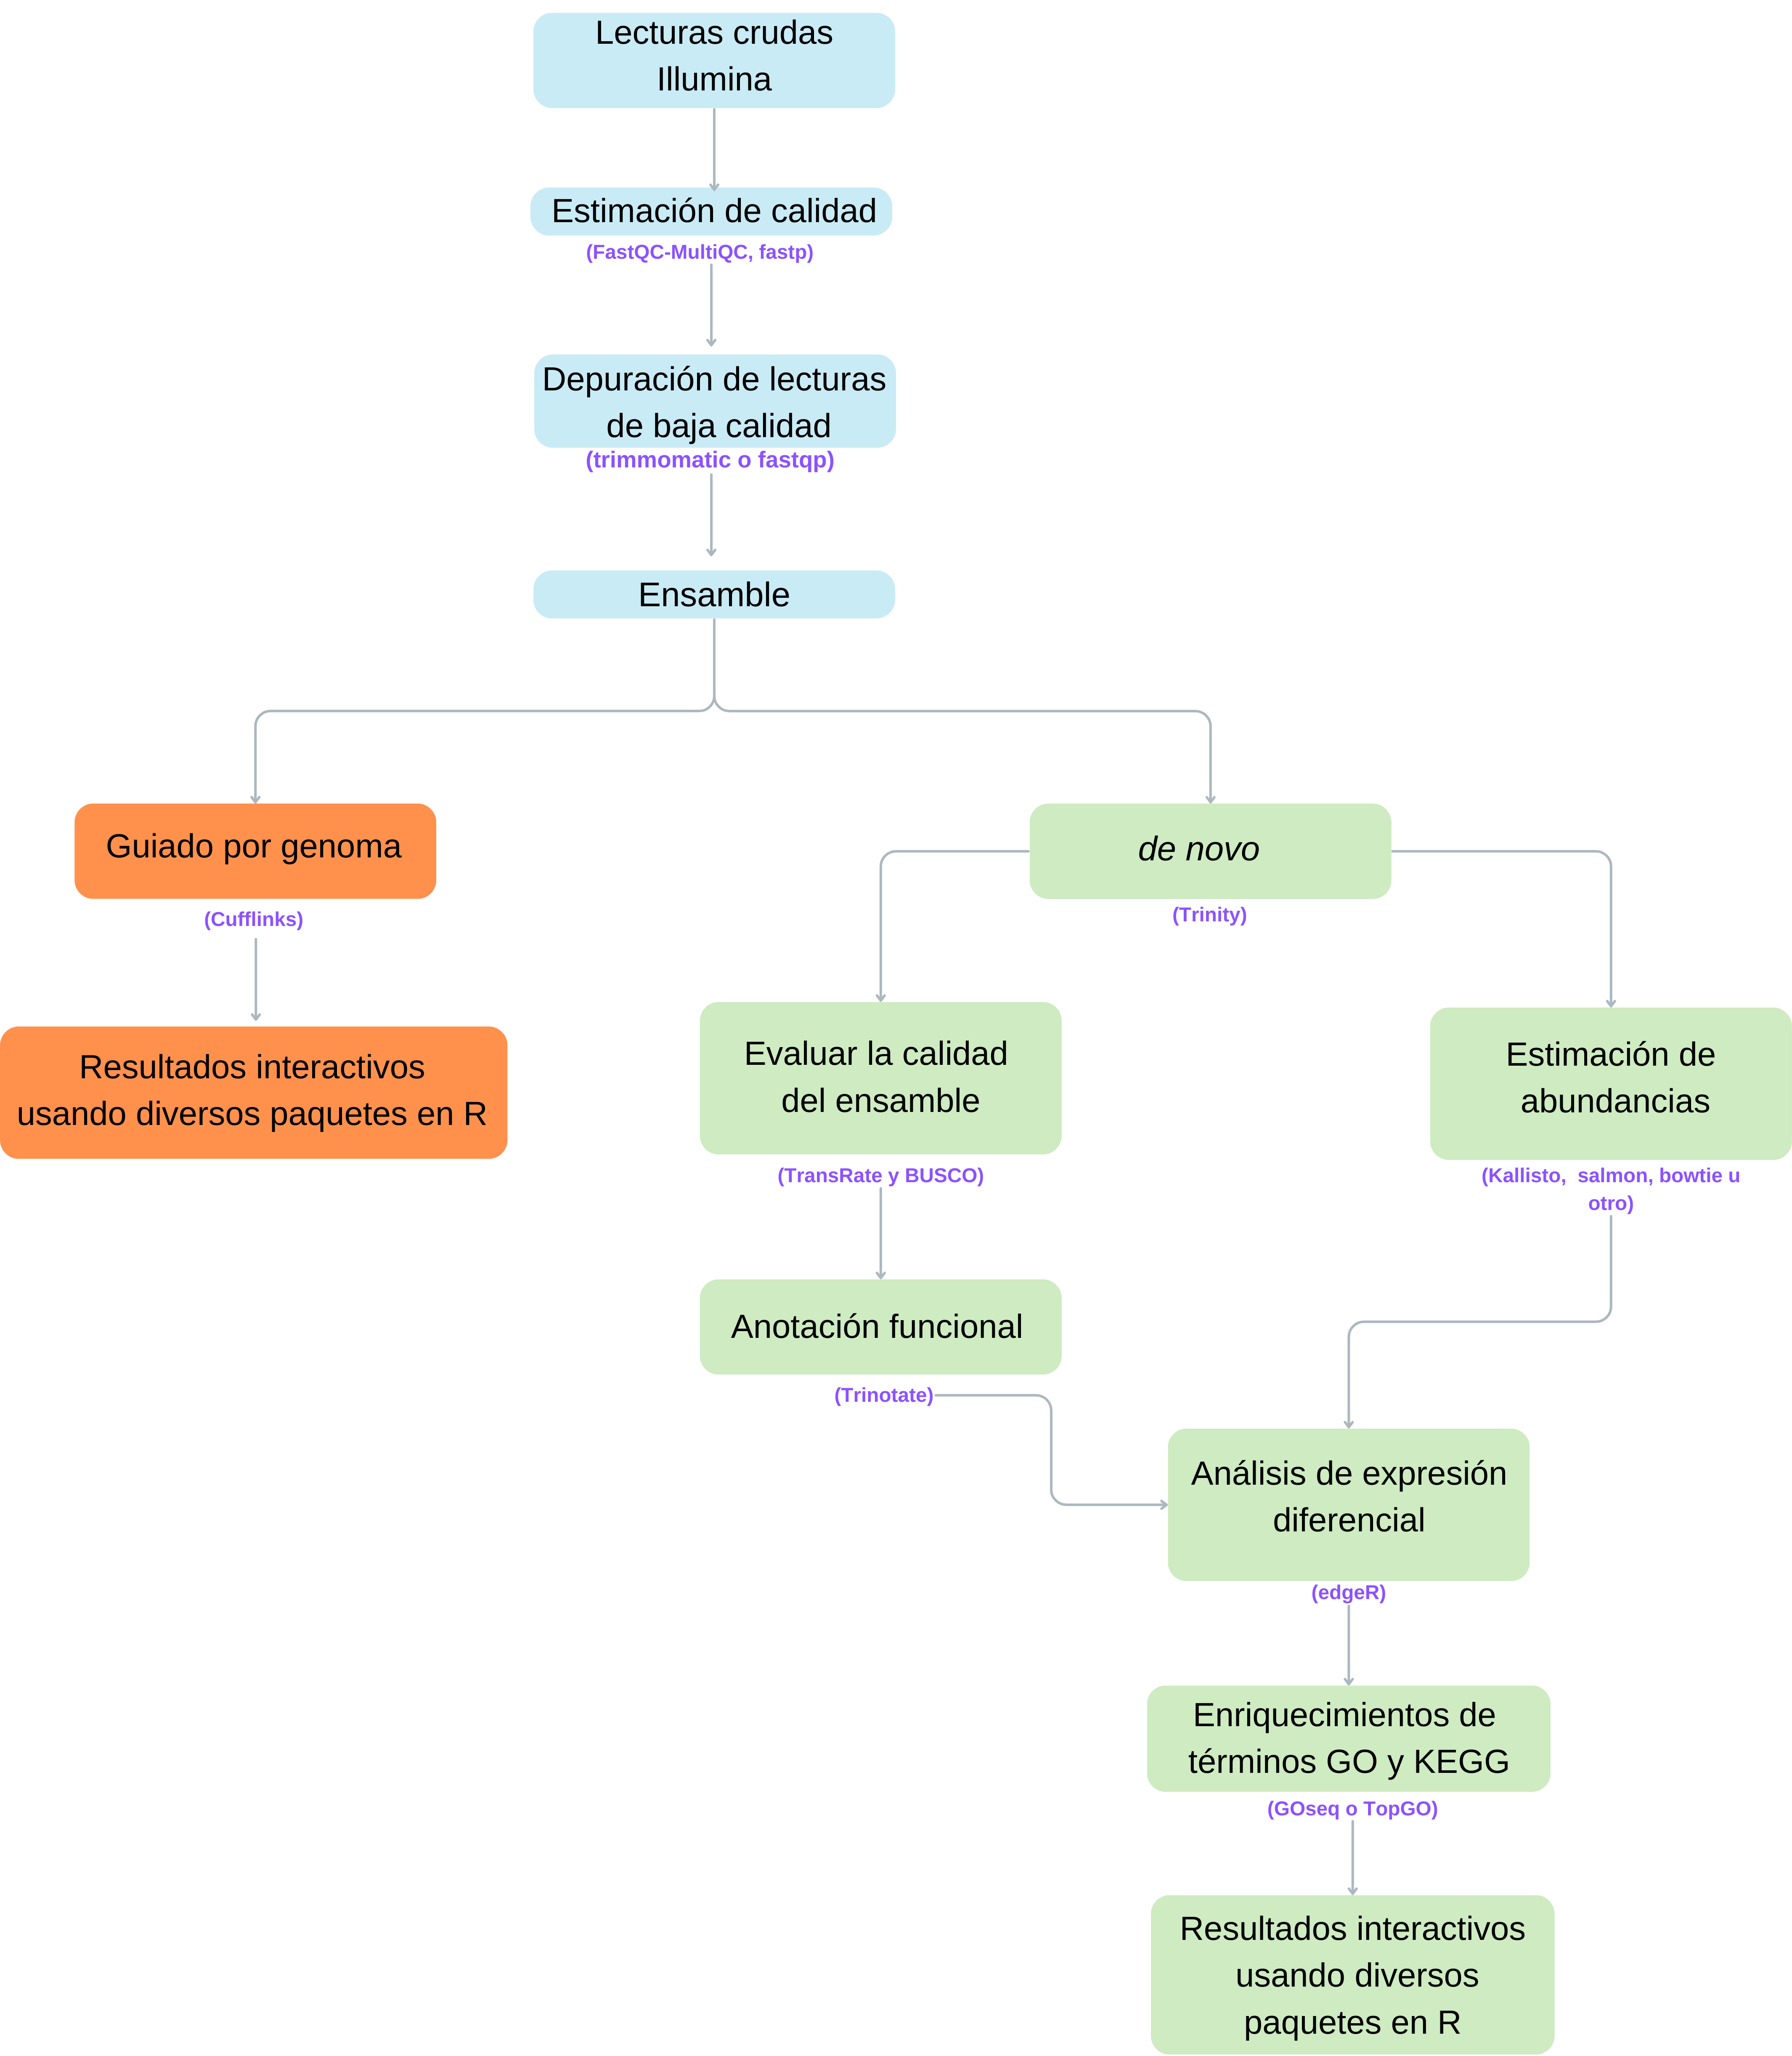 Lecturas crudas
Illumina
Estimación de calidad
(FastQC-MultiQC, fastp)
Depuración de lecturas
de baja calidad
(trimmomatic o fastqp)
Ensamble
Guiado por genoma
(Cufflinks)
Resultados interactivos
usando diversos paquetes en R
de novo
(Trinity)
Evaluar la calidad
del ensamble
(TransRate y BUSCO)
Anotación funcional
(Trinotate)
Estimación de
abundancias
(Kallisto,  salmon, bowtie u
otro)
Análisis de expresión
diferencial
(edgeR)
Enriquecimientos de
términos GO y KEGG
(GOseq o TopGO)
Resultados interactivos
usando diversos
paquetes en R